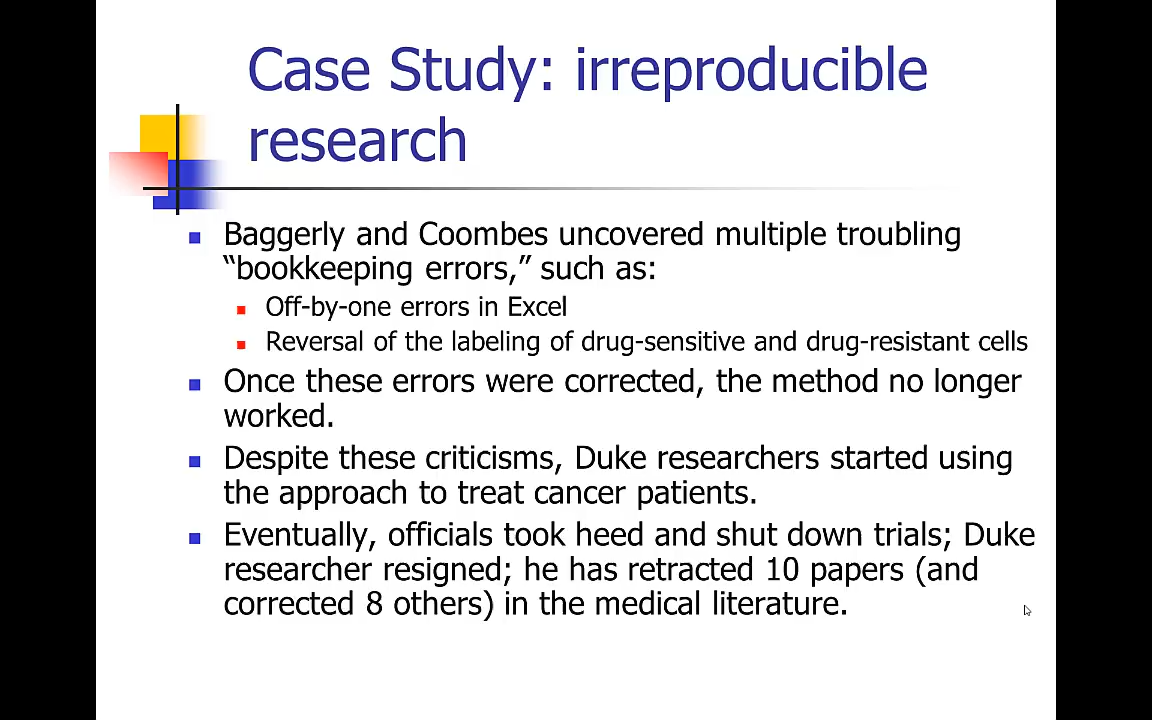 Case Study: irreproducible
research
Baggerly and Coombes uncovered multiple troubling
“bookkeeping errors,” such as:
Off-by-one errors in Excel
Reversal of the labeling of drug-sensitive and drug-resistant cells
Once these errors were corrected, the method no longer
worked.
Despite these criticisms, Duke researchers started using
the approach to treat cancer patients.
Eventually, officials took heed and shut down trials; Duke
researcher resigned; he has retracted 10 papers (and
corrected 8 others) in the medical literature.